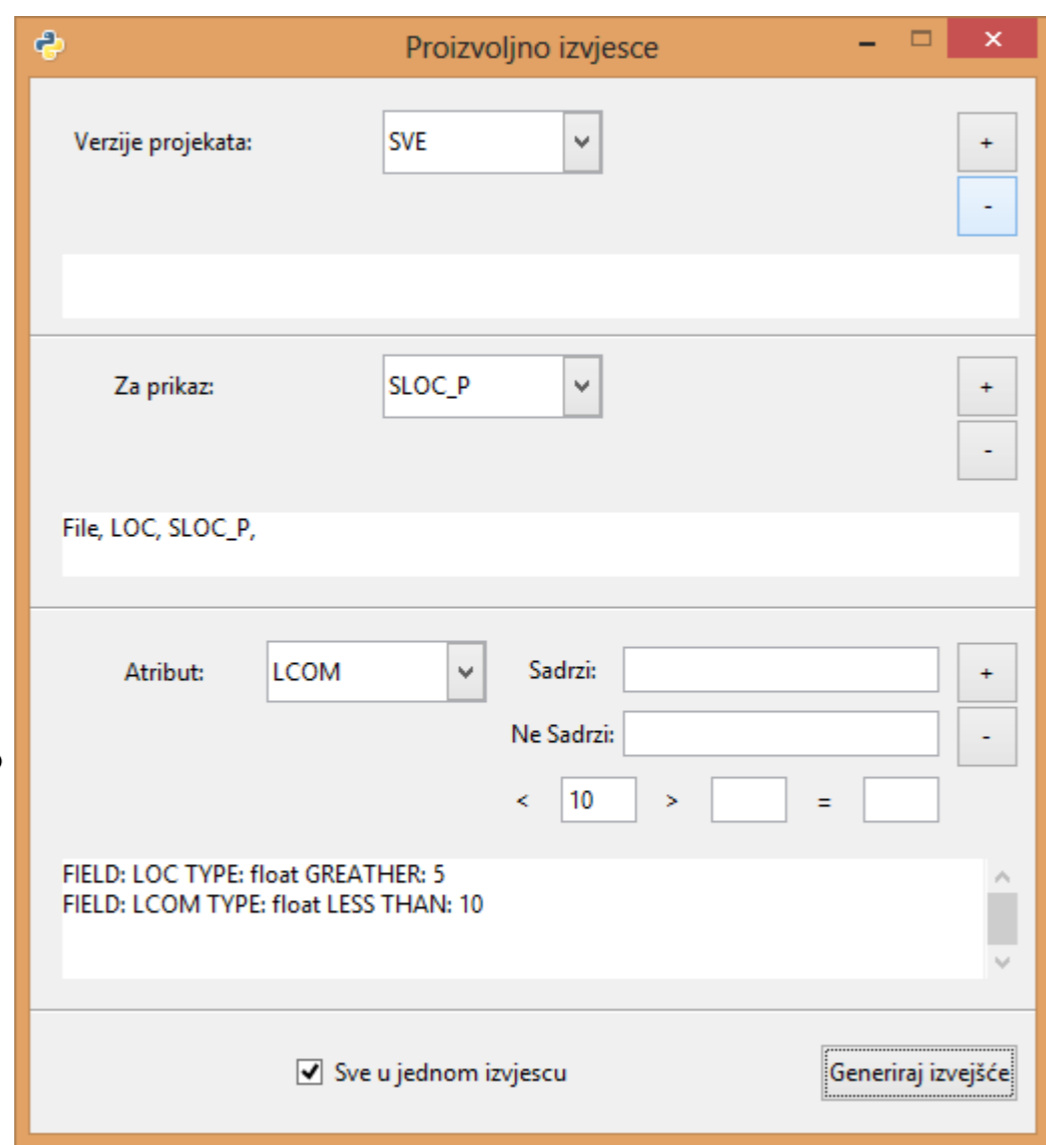 Proizvoljno izvjesce
Verzije projekata: SVE +
-
Za prikaz: SLOC_P +
-
File, LOC, SLOC_P,
Atribut: LCOM Sadrzi: +
Ne Sadrzi: -
< 10 > =
FIELD: LOC TYPE: float GREATHER: 5
FIELD: LCOM TYPE: float LESS THAN: 10
Sve u jednom izvjescu Generiraj izvejšće